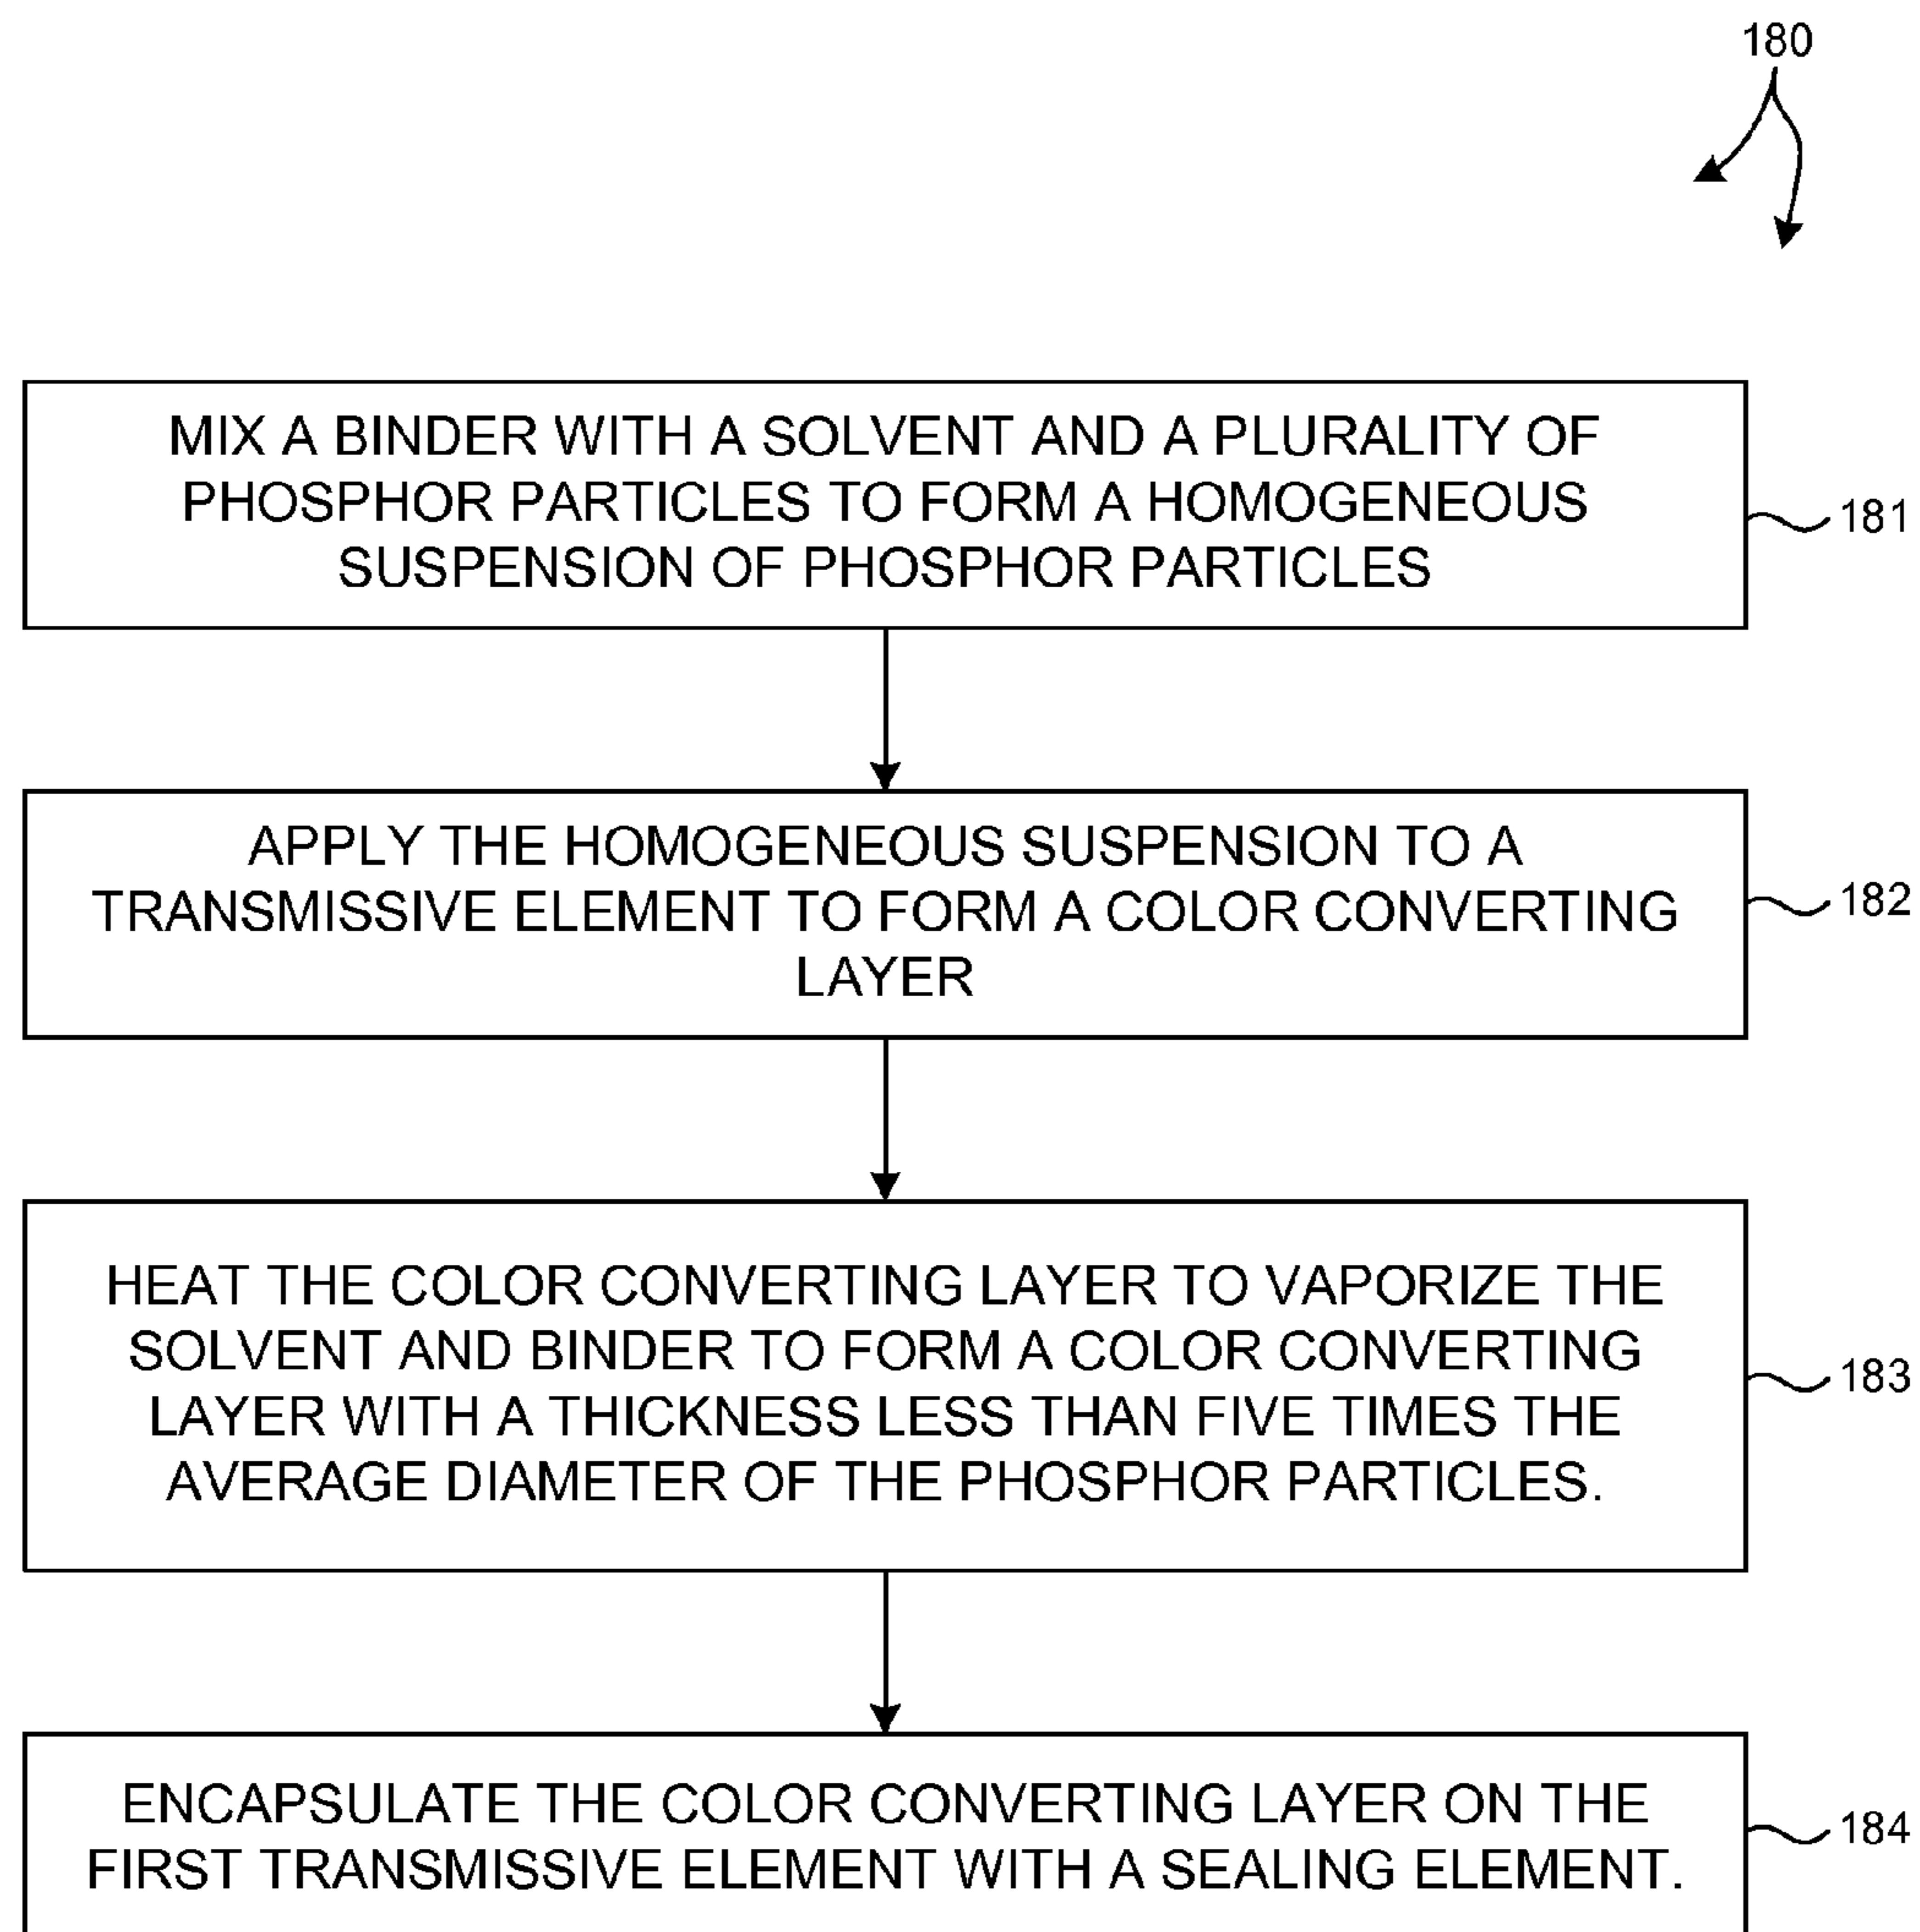 180
MIX A BINDER WITH A SOLVENT AND A PLURALITY OF
PHOSPHOR PARTICLES TO FORM A HOMOGENEOUS
SUSPENSION OF PHOSPHOR PARTICLES
181
APPLY THE HOMOGENEOUS SUSPENSION TO A
TRANSMISSIVE ELEMENT TO FORM A COLOR CONVERTING
LAYER
182
HEAT THE COLOR CONVERTING LAYER TO VAPORIZE THE
SOLVENT AND BINDER TO FORM A COLOR CONVERTING
LAYER WITH A THICKNESS LESS THAN FIVE TIMES THE
AVERAGE DIAMETER OF THE PHOSPHOR PARTICLES.
183
ENCAPSULATE THE COLOR CONVERTING LAYER ON THE
FIRST TRANSMISSIVE ELEMENT WITH A SEALING ELEMENT.
184